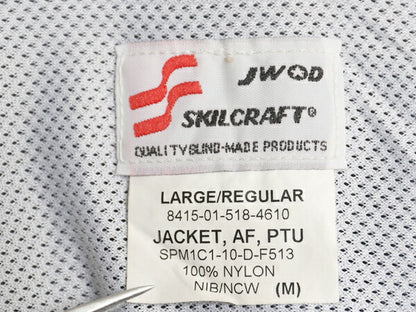 JWOD
SKILCRAFT®
QUALITY BLIND-MADE PRODUCTS
LARGE/REGULAR
8415-01-518-4610
JACKET, AF, PTU
SPM1C1-10-D-F513
100% NYLON
NIB/NCW (M)